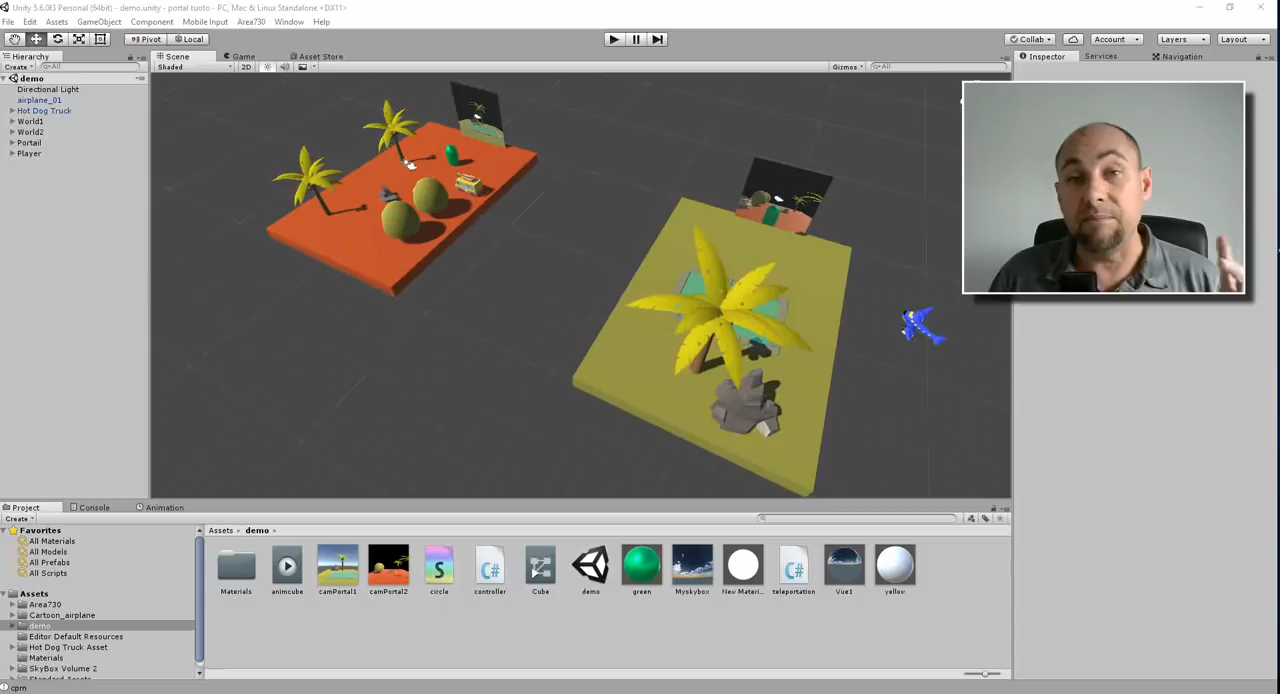 Unity 5.6.0f3 Personal (64bit) - demo.unity - portal tuoto - PC, Mac & Linux Standalone <DX11>
File Edit Assets GameObject Component Mobile Input Area730 Window Help
Pivot Local Collab Account Layers Layout
Hierarchy Scene Game Asset Store Inspector Services Navigation
Create All Shaded 2D Gizmos All
demo
Directional Light
airplane_01
Hot Dog Truck
World1
World2
Portail
Player
Project Console Animation
Create
Favorites
All Materials
All Models
All Prefabs
All Scripts
Assets
Area730
Cartoon_airplane
demo
Editor Default Resources
Hot Dog Truck Asset
Materials
SkyBox Volume 2
Assets demo
S C# C#
Materials animcube camPortal1 camPortal2 circle controller Cube demo green Myskybox New Materi... teleportation Vue1 yellow
cpm